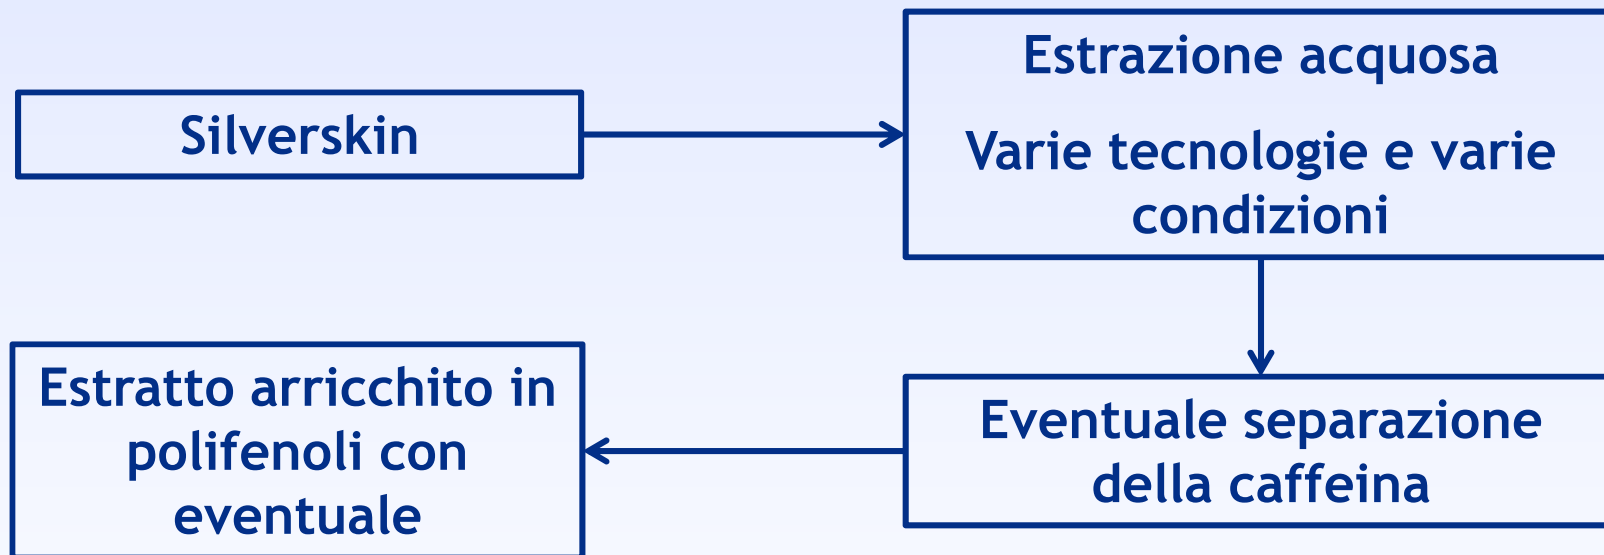 Silverskin
Estrazione acquosa
Varie tecnologie e varie
condizioni
Eventuale separazione
della caffeina
Estratto arricchito in
polifenoli con
eventuale